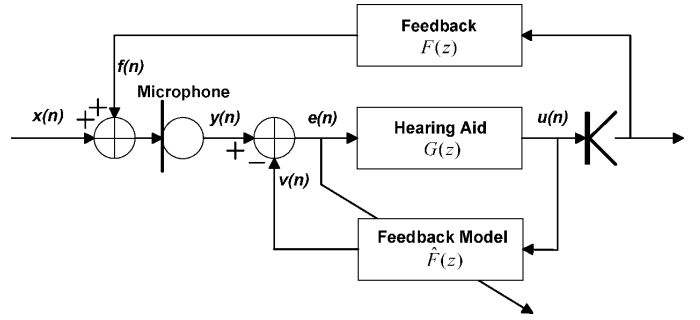 Feedback
F(z)
f(n)
Microphone
x(n)
+
+
y(n)
+
−
e(n)
Hearing Aid
G(z)
u(n)
v(n)
Feedback Model
F̂(z)